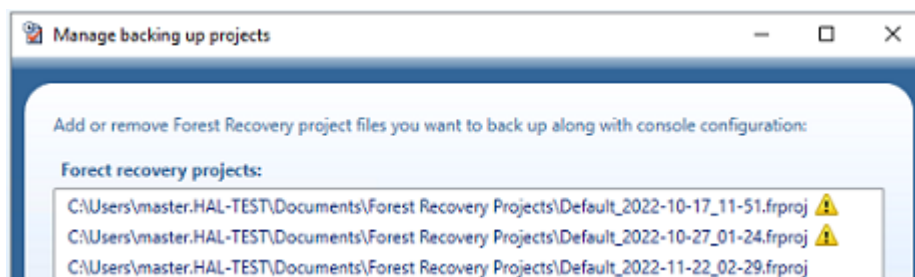 Manage backing up projects
Add or remove Forest Recovery project files you want to back up along with console configuration:
Forect recovery projects:
C:\Users\master.HAL-TEST\Documents\Forest Recovery Projects\Default_2022-10-17_11-51.frproj
C:\Users\master.HAL-TEST\Documents\Forest Recovery Projects\Default_2022-10-27_01-24.frproj
C:\Users\master.HAL-TEST\Documents\Forest Recovery Projects\Default_2022-11-22_02-29.frproj